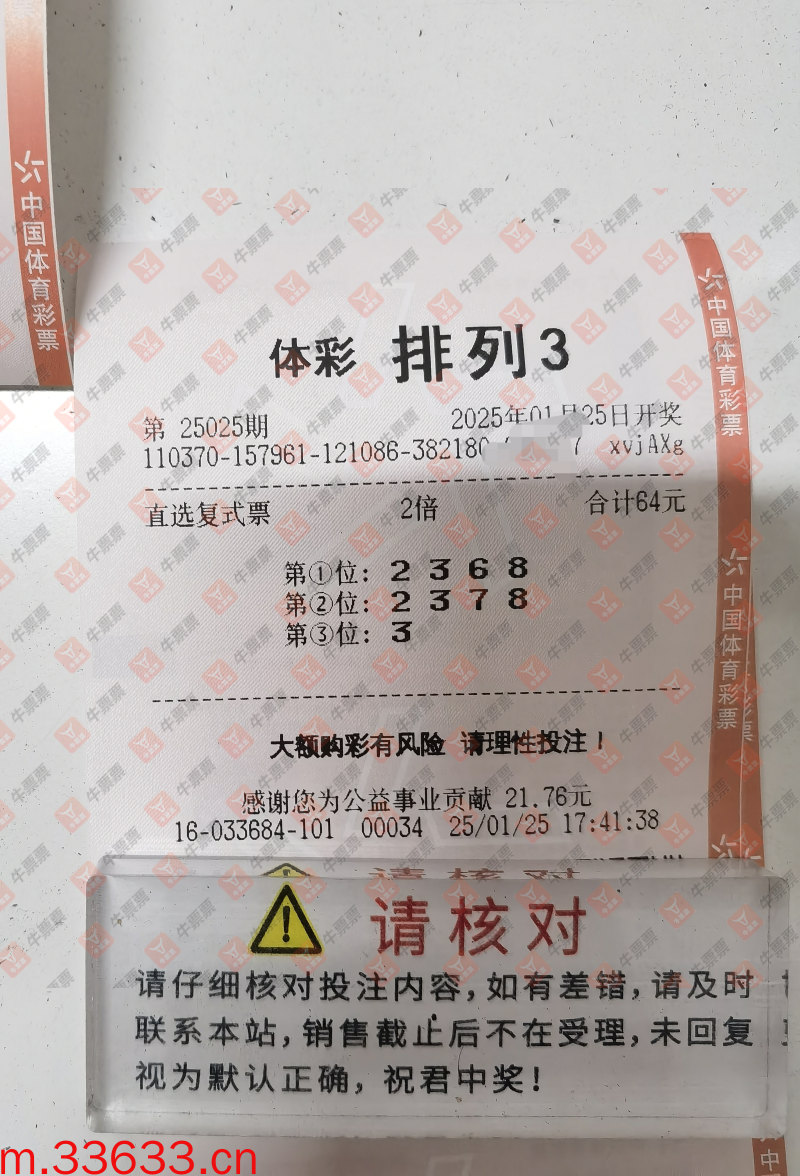 中国体育彩票
体彩 排列3
第 25025期 2025年01月25日开奖
110370-157961-121086-382180 7 xvjAXg
直选复式票 2倍 合计64元
第①位: 2 3 6 8
第②位: 2 3 7 8
第③位: 3
大额购彩有风险 请理性投注!
感谢您为公益事业贡献 21.76元
16-033684-101 00034 25/01/25 17:41:38
中国体育彩票
中国体育彩票
请核对
请仔细核对投注内容,如有差错,请及时
联系本站,销售截止后不在受理,未回复
视为默认正确,祝君中奖!
牛票票
m.33633.cn